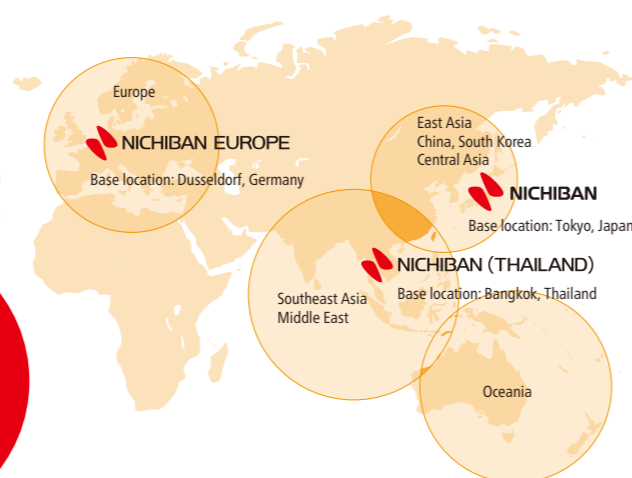 Europe
NICHIBAN EUROPE
Base location: Dusseldorf, Germany
East Asia
China, South Korea
Central Asia
NICHIBAN
Base location: Tokyo, Japan
NICHIBAN (THAILAND)
Base location: Bangkok, Thailand
Southeast Asia
Middle East
Oceania